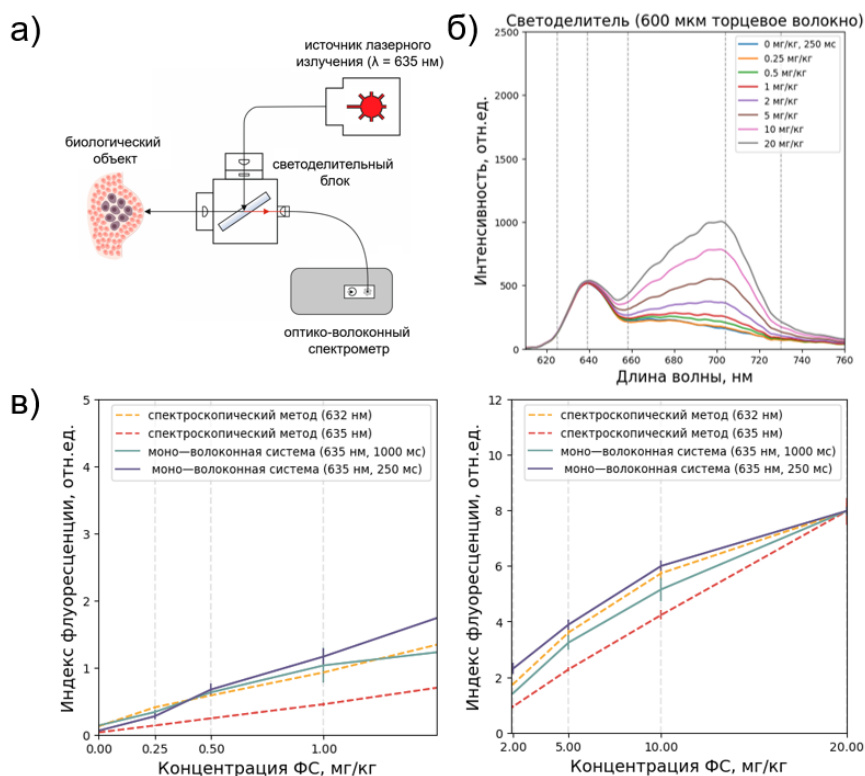 а)
источник лазерного
излучения (λ = 635 нм)
биологический
объект
светоделительный
блок
оптико-волоконный
спектрометр
б)
Светоделитель (600 мкм торцевое волокно)
0 мг/кг, 250 мс
0.25 мг/кг
0.5 мг/кг
1 мг/кг
2 мг/кг
5 мг/кг
10 мг/кг
20 мг/кг
Интенсивность, отн.ед.
2500
2000
1500
1000
500
0
620 640 660 680 700 720 740 760
Длина волны, нм
в)
спектроскопический метод (632 нм)
спектроскопический метод (635 нм)
моно—волоконная система (635 нм, 1000 мс)
моно—волоконная система (635 нм, 250 мс)
Индекс флуоресценции, отн.ед.
5
4
3
2
1
0
0.00 0.25 0.50 1.00
Концентрация ФС, мг/кг
спектроскопический метод (632 нм)
спектроскопический метод (635 нм)
моно—волоконная система (635 нм, 1000 мс)
моно—волоконная система (635 нм, 250 мс)
Индекс флуоресценции, отн.ед.
12
10
8
6
4
2
0
2.00 5.00 10.00 20.00
Концентрация ФС, мг/кг